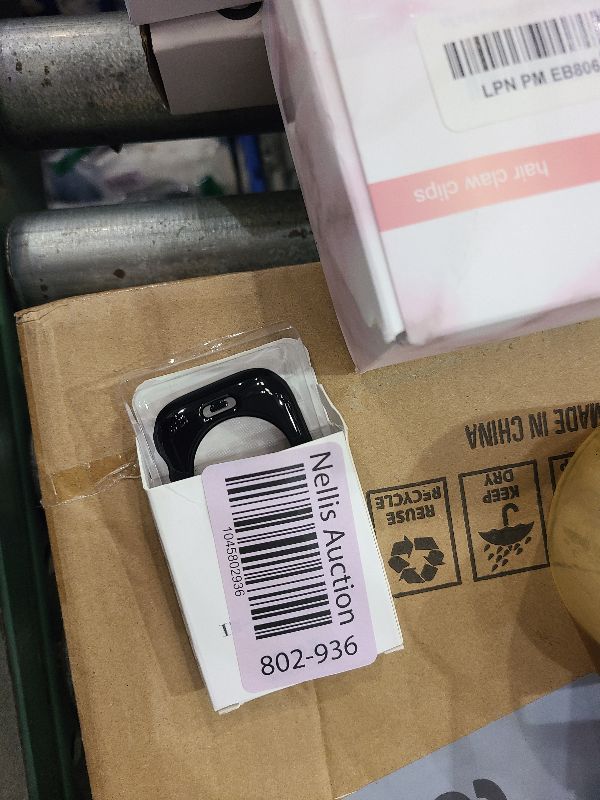 LPN PM EB806
hair claw clips
MADE IN CHINA
REUSE
RECYCLE
KEEP
DRY
Nellis Auction
1045802936
802-936